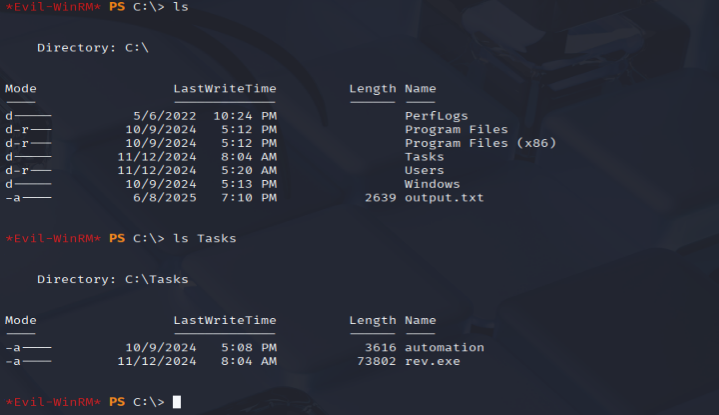 *Evil-WinRM* PS C:\> ls
Directory: C:\
Mode LastWriteTime Length Name
---- ------------- ------ ----
d----- 5/6/2022 10:24 PM PerfLogs
d-r--- 10/9/2024 5:12 PM Program Files
d-r--- 10/9/2024 5:12 PM Program Files (x86)
d----- 11/12/2024 8:04 AM Tasks
d-r--- 11/12/2024 5:20 AM Users
d----- 10/9/2024 5:13 PM Windows
-a---- 6/8/2025 7:10 PM 2639 output.txt
*Evil-WinRM* PS C:\> ls Tasks
Directory: C:\Tasks
Mode LastWriteTime Length Name
---- ------------- ------ ----
-a---- 10/9/2024 5:08 PM 3616 automation
-a---- 11/12/2024 8:04 AM 73802 rev.exe
*Evil-WinRM* PS C:\>